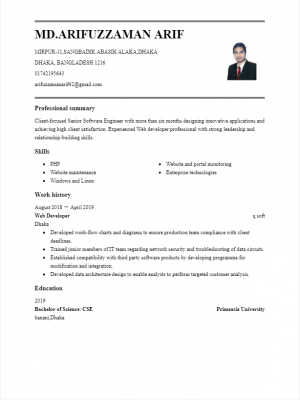 MD.ARIFUZZAMAN ARIF
MIRPUR-11,SANGBADIK ABASIK ALAKA,DHAKA
DHAKA, BANGLADESH 1216
01742195643
arifuzzamanarif92@gmail.com
Professional summary
Client-focused Senior Software Engineer with more than six months designing innovative applications and
achieving high client satisfaction. Experienced Web developer professional with strong leadership and
relationship-building skills.
Skills
• PHP
• Website maintenance
• Windows and Linux
• Website and portal monitoring
• Enterprise technologies
Work history
August 2018 — April 2019
Web Developer q.soft
Dhaka
• Developed work-flow charts and diagrams to ensure production team compliance with client
deadlines.
• Trained junior members of IT team regarding network security and troubleshooting of data circuits.
• Established compatibility with third party software products by developing programme for
modification and integration.
• Developed data architecture design to enable analysts to perform targeted customer analysis.
Education
2019
Bachelor of Science: CSE Primeasia University
banani,Dhaka